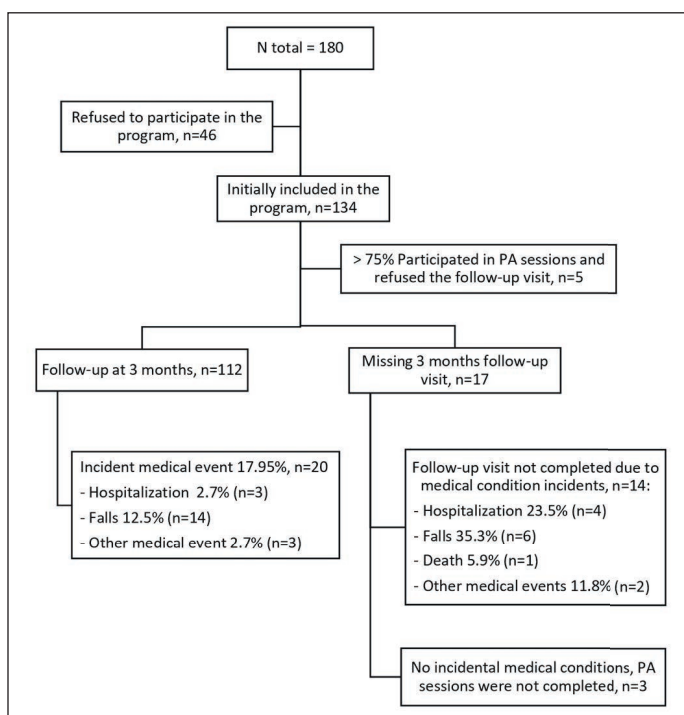 N total = 180
Refused to participate in the
program, n=46
Initially included in the
program, n=134
> 75% Participated in PA sessions and
refused the follow-up visit, n=5
Follow-up at 3 months, n=112
Missing 3 months follow-up
visit, n=17
Incident medical event 17.95%, n=20
- Hospitalization 2.7% (n=3)
- Falls 12.5% (n=14)
- Other medical event 2.7% (n=3)
Follow-up visit not completed due to
medical condition incidents, n=14:
- Hospitalization 23.5% (n=4)
- Falls 35.3% (n=6)
- Death 5.9% (n=1)
- Other medical events 11.8% (n=2)
No incidental medical conditions, PA
sessions were not completed, n=3